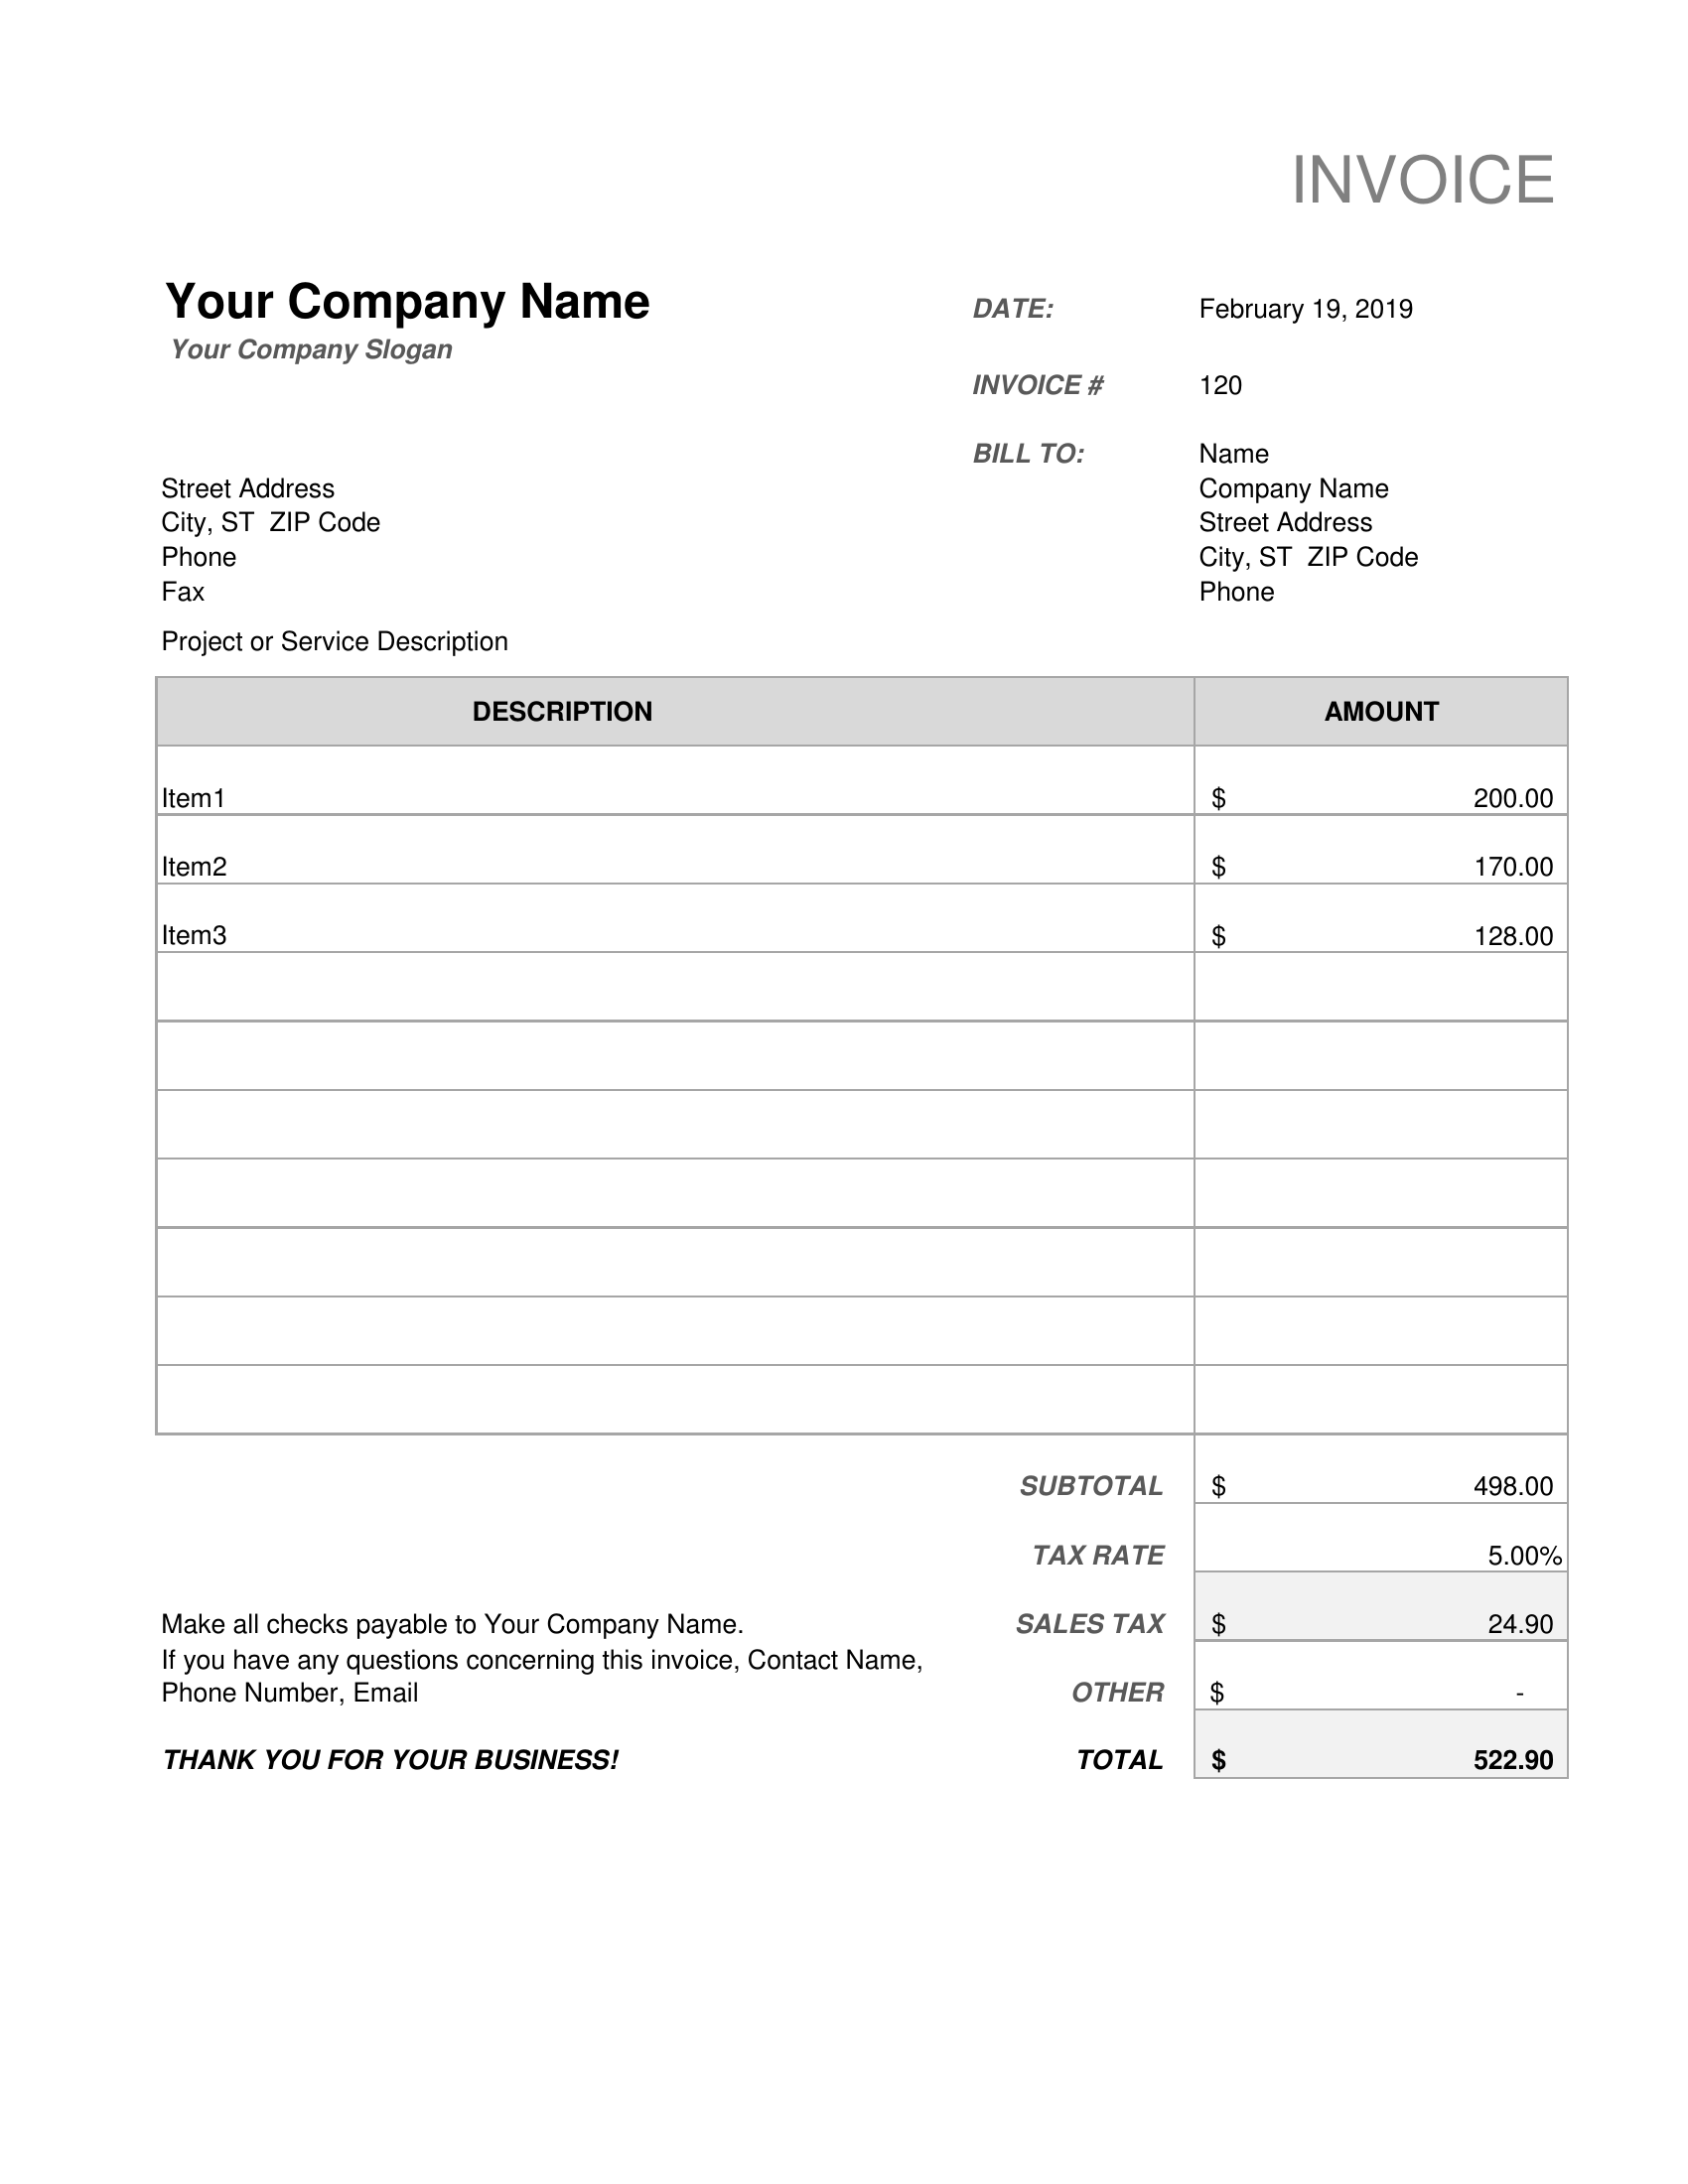 INVOICE
Your Company Name
Your Company Slogan
DATE: February 19, 2019
INVOICE # 120
BILL TO: Name
Street Address Company Name
City, ST  ZIP Code Street Address
Phone City, ST  ZIP Code
Fax Phone
Project or Service Description
DESCRIPTION AMOUNT
Item1 $ 200.00
Item2 $ 170.00
Item3 $ 128.00
SUBTOTAL $ 498.00
TAX RATE 5.00%
Make all checks payable to Your Company Name. SALES TAX $ 24.90
If you have any questions concerning this invoice, Contact Name,
Phone Number, Email OTHER $ -
THANK YOU FOR YOUR BUSINESS! TOTAL $ 522.90